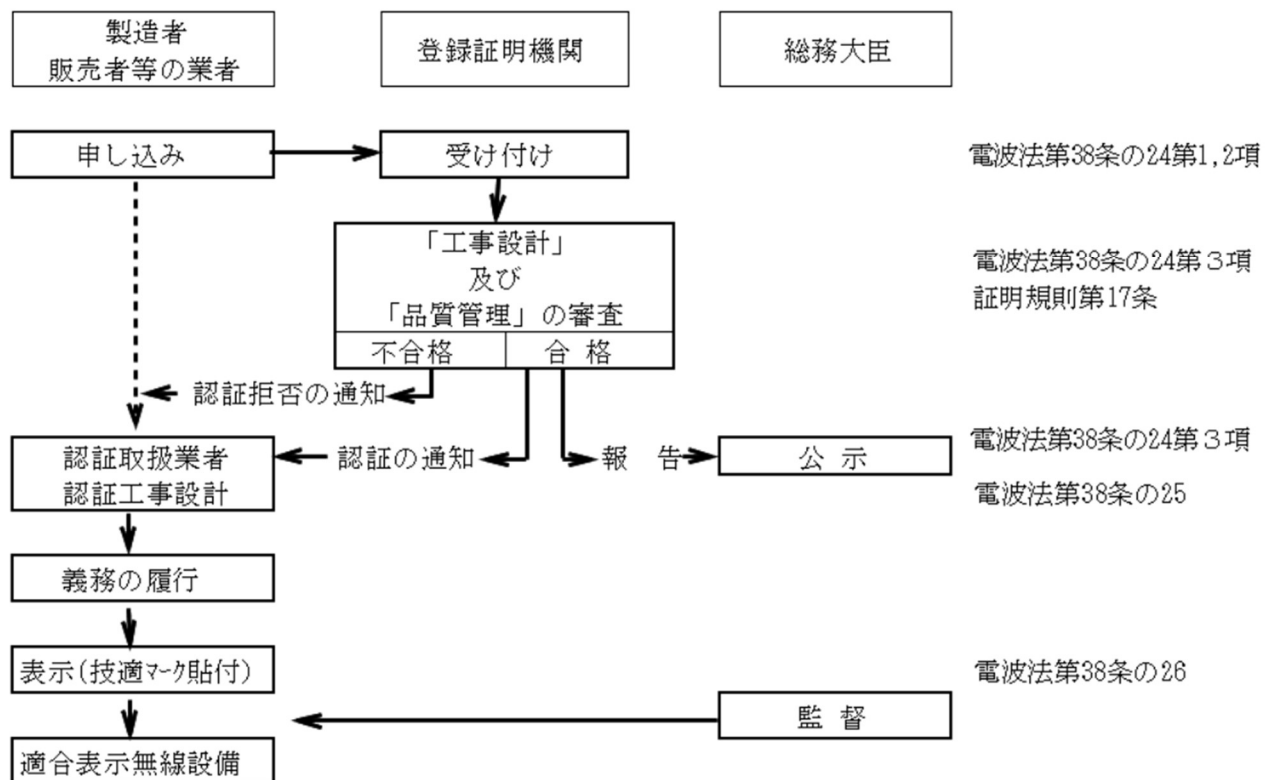 製造者
販売者等の業者
登録証明機関
総務大臣
申し込み
受け付け
電波法第38条の24第1,2項
「工事設計」
及び
「品質管理」の審査
電波法第38条の24第3項
証明規則第17条
不合格
合 格
認証拒否の通知
認証取扱業者
認証工事設計
認証の通知
報 告
公 示
電波法第38条の24第3項
電波法第38条の25
義務の履行
表示(技適マーク貼付)
電波法第38条の26
監 督
適合表示無線設備